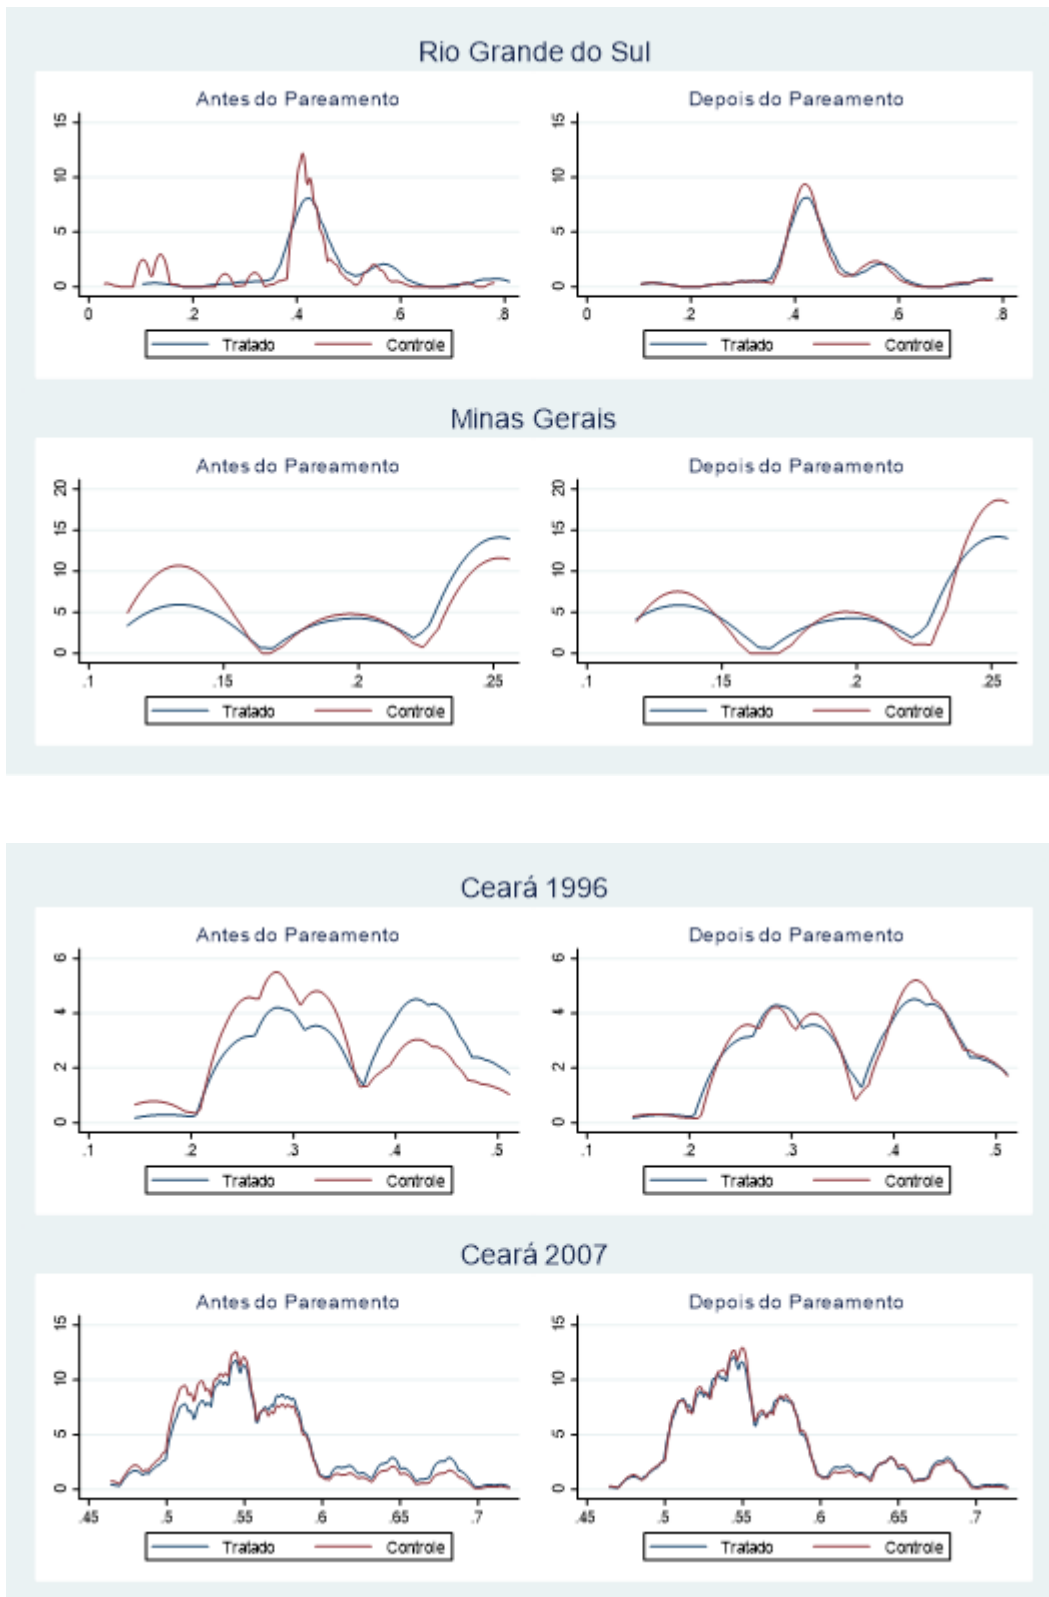 Rio Grande do Sul
Antes do Pareamento
15
10
5
0
0 .2 .4 .6 .8
Tratado Controle
Depois do Pareamento
15
10
5
0
0 .2 .4 .6 .8
Tratado Controle
Minas Gerais
Antes do Pareamento
20
15
10
5
0
.1 .15 .2 .25
Tratado Controle
Depois do Pareamento
20
15
10
5
0
.1 .15 .2 .25
Tratado Controle
Ceará 1996
Antes do Pareamento
6
4
2
0
.1 .2 .3 .4 .5
Tratado Controle
Depois do Pareamento
6
4
2
0
.1 .2 .3 .4 .5
Tratado Controle
Ceará 2007
Antes do Pareamento
15
10
5
0
.45 .5 .55 .6 .65 .7
Tratado Controle
Depois do Pareamento
15
10
5
0
.45 .5 .55 .6 .65 .7
Tratado Controle